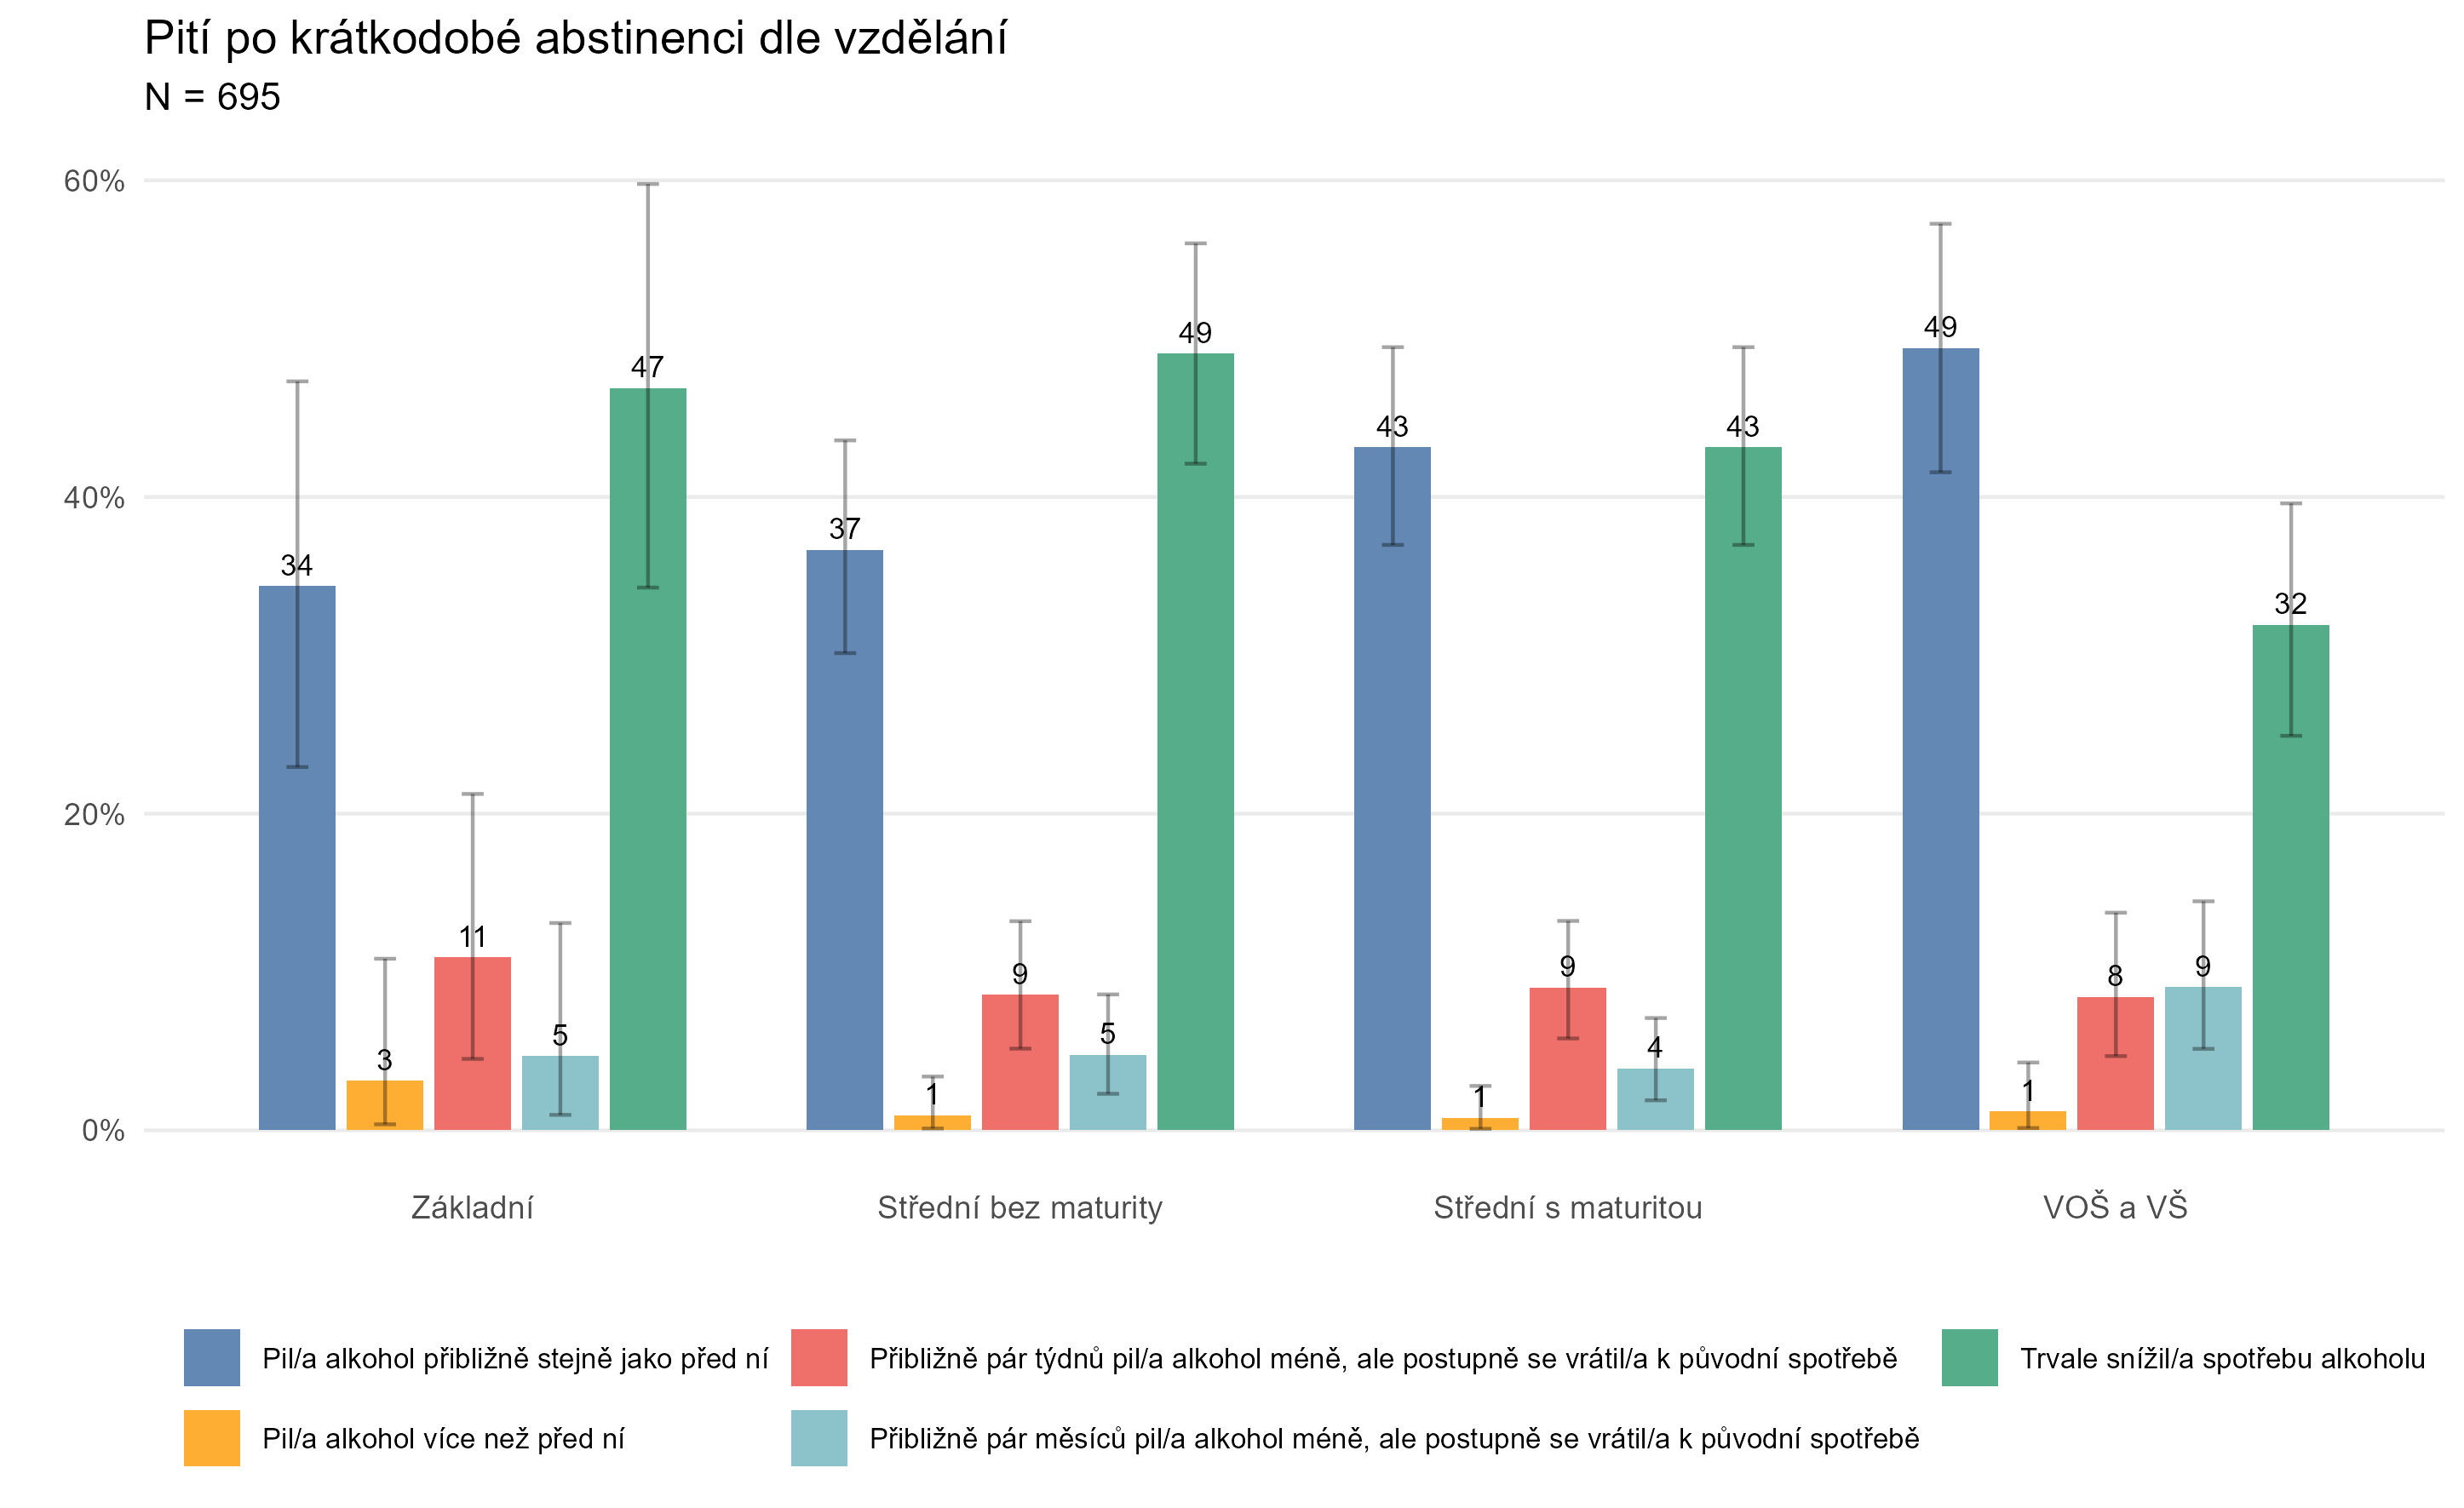 Pití po krátkodobé abstinenci dle vzdělání
N = 695
60%
40%
20%
0%
34
3
11
5
47
37
1
9
5
49
43
1
9
4
43
49
1
8
9
32
Základní
Střední bez maturity
Střední s maturitou
VOŠ a VŠ
Pil/a alkohol přibližně stejně jako před ní
Pil/a alkohol více než před ní
Přibližně pár týdnů pil/a alkohol méně, ale postupně se vrátil/a k původní spotřebě
Přibližně pár měsíců pil/a alkohol méně, ale postupně se vrátil/a k původní spotřebě
Trvale snížil/a spotřebu alkoholu